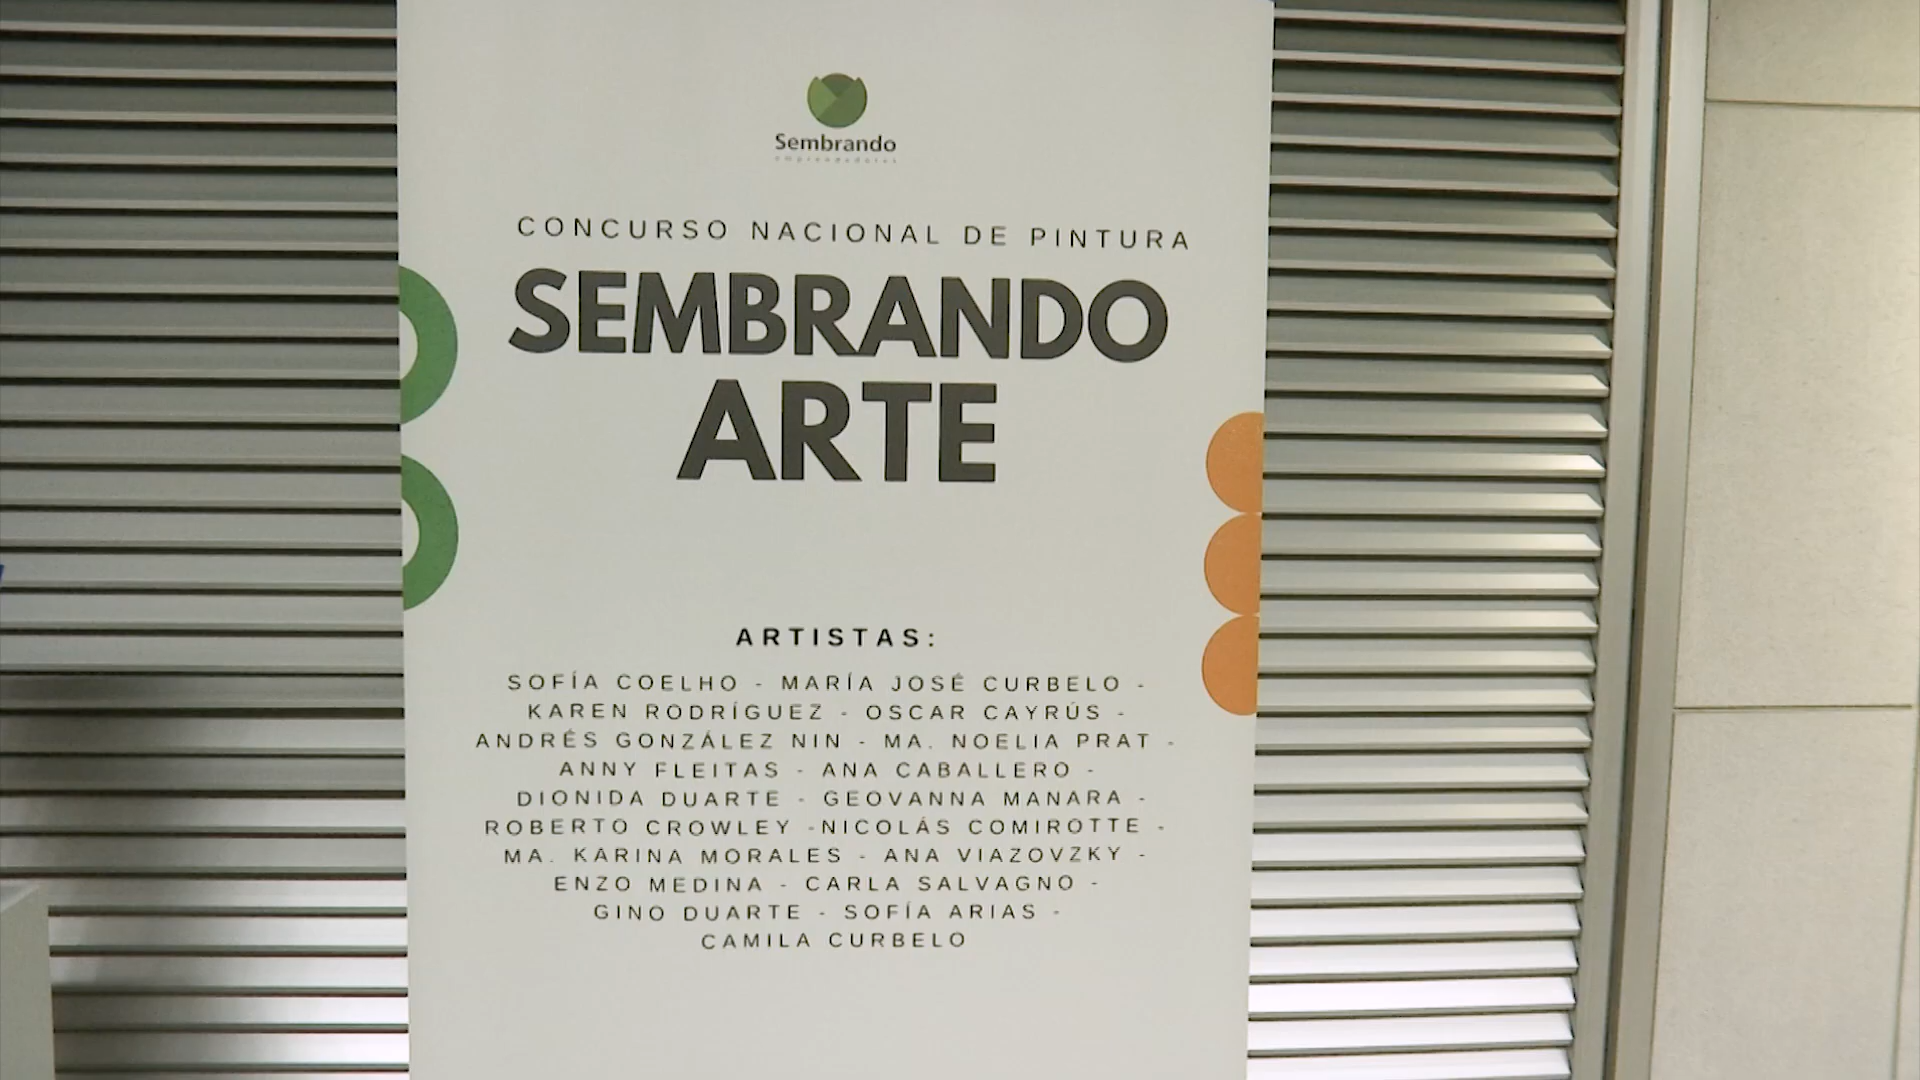 Sembrando
emprendedores
CONCURSO NACIONAL DE PINTURA
SEMBRANDO
ARTE
ARTISTAS:
SOFÍA COELHO - MARÍA JOSÉ CURBELO -
KAREN RODRÍGUEZ - OSCAR CAYRÚS -
ANDRÉS GONZÁLEZ NIN - MA. NOELIA PRAT -
ANNY FLEITAS - ANA CABALLERO -
DIONIDA DUARTE - GEOVANNA MANARA -
ROBERTO CROWLEY -NICOLÁS COMIROTTE -
MA. KARINA MORALES - ANA VIAZOVZKY -
ENZO MEDINA - CARLA SALVAGNO -
GINO DUARTE - SOFÍA ARIAS -
CAMILA CURBELO